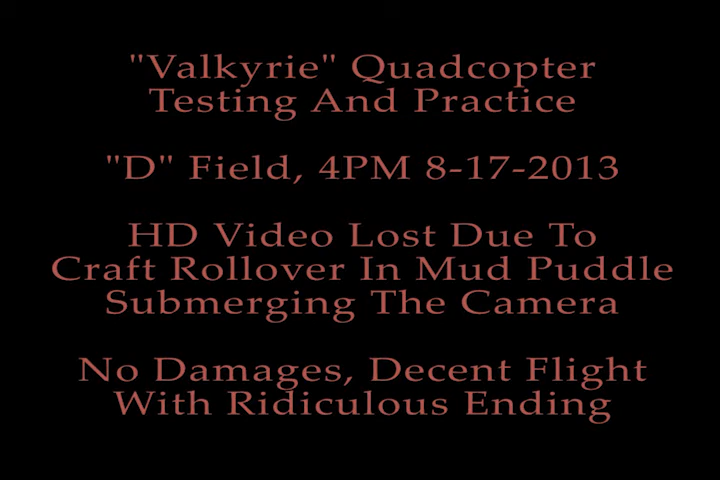 "Valkyrie" Quadcopter
Testing And Practice
"D" Field, 4PM 8-17-2013
HD Video Lost Due To
Craft Rollover In Mud Puddle
Submerging The Camera
No Damages, Decent Flight
With Ridiculous Ending